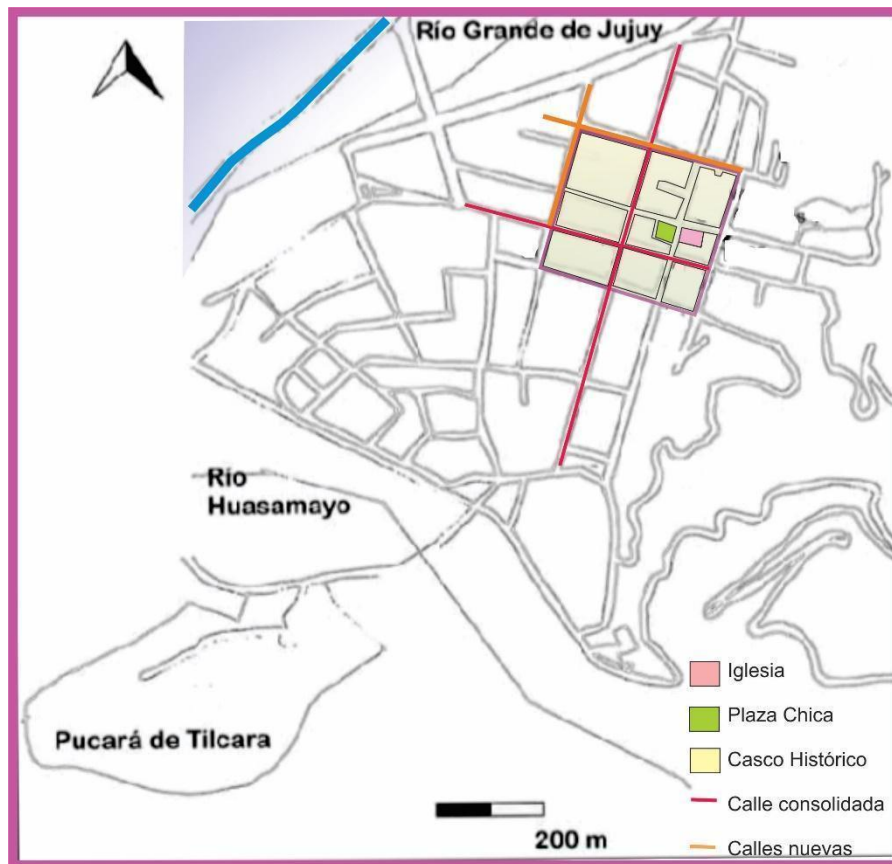 Río Grande de Jujuy
Río
Huasamayo
Pucará de Tilcara
Iglesia
Plaza Chica
Casco Histórico
Calle consolidada
Calles nuevas
200 m